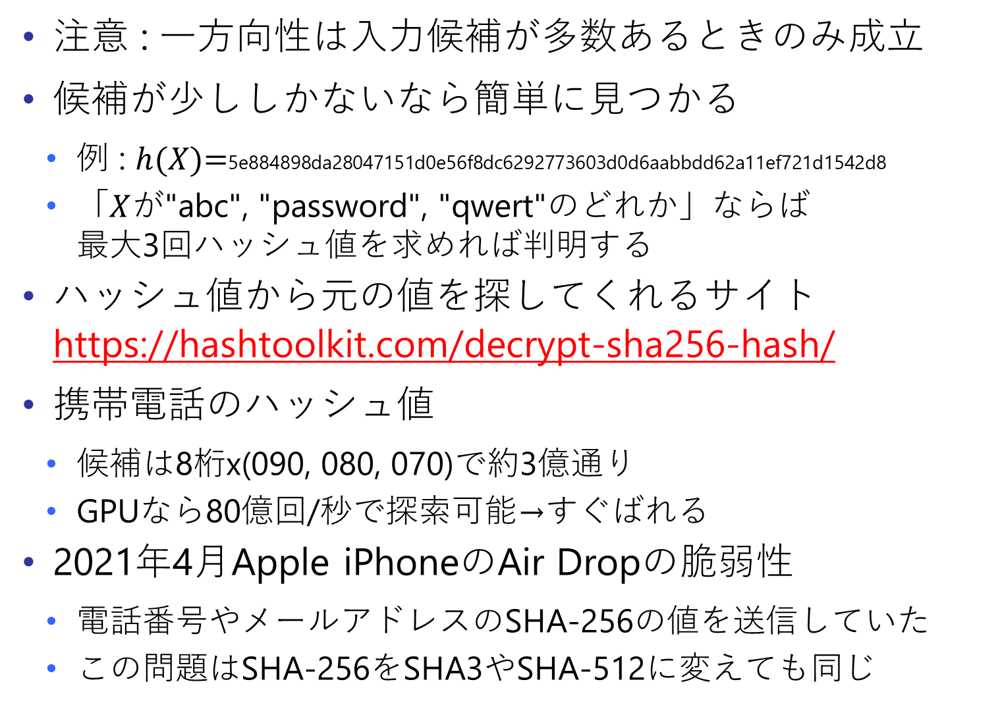 • 注意 : 一方向性は入力候補が多数あるときのみ成立
• 候補が少ししかないなら簡単に見つかる
• 例 : h(X)=5e884898da28047151d0e56f8dc6292773603d0d6aabbdd62a11ef721d1542d8
• 「Xが"abc", "password", "qwert"のどれか」ならば
最大3回ハッシュ値を求めれば判明する
• ハッシュ値から元の値を探してくれるサイト
https://hashtoolkit.com/decrypt-sha256-hash/
• 携帯電話のハッシュ値
• 候補は8桁x(090, 080, 070)で約3億通り
• GPUなら80億回/秒で探索可能→すぐばれる
• 2021年4月Apple iPhoneのAir Dropの脆弱性
• 電話番号やメールアドレスのSHA-256の値を送信していた
• この問題はSHA-256をSHA3やSHA-512に変えても同じ